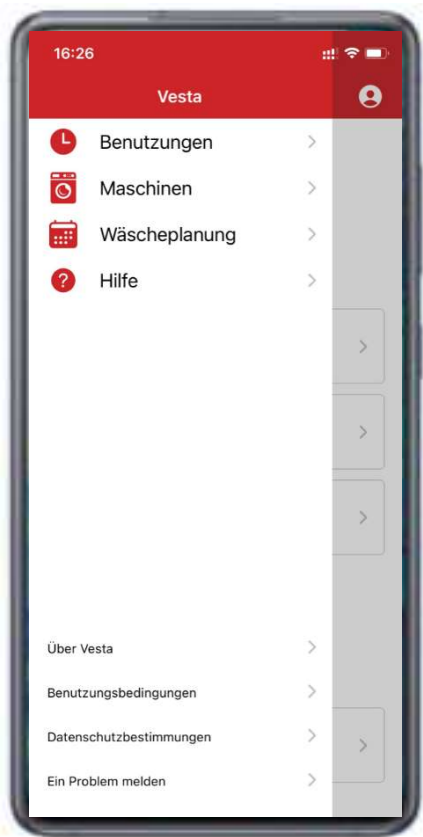 16:26
Vesta
Benutzungen
Maschinen
Wäscheplanung
Hilfe
Über Vesta
Benutzungsbedingungen
Datenschutzbestimmungen
Ein Problem melden